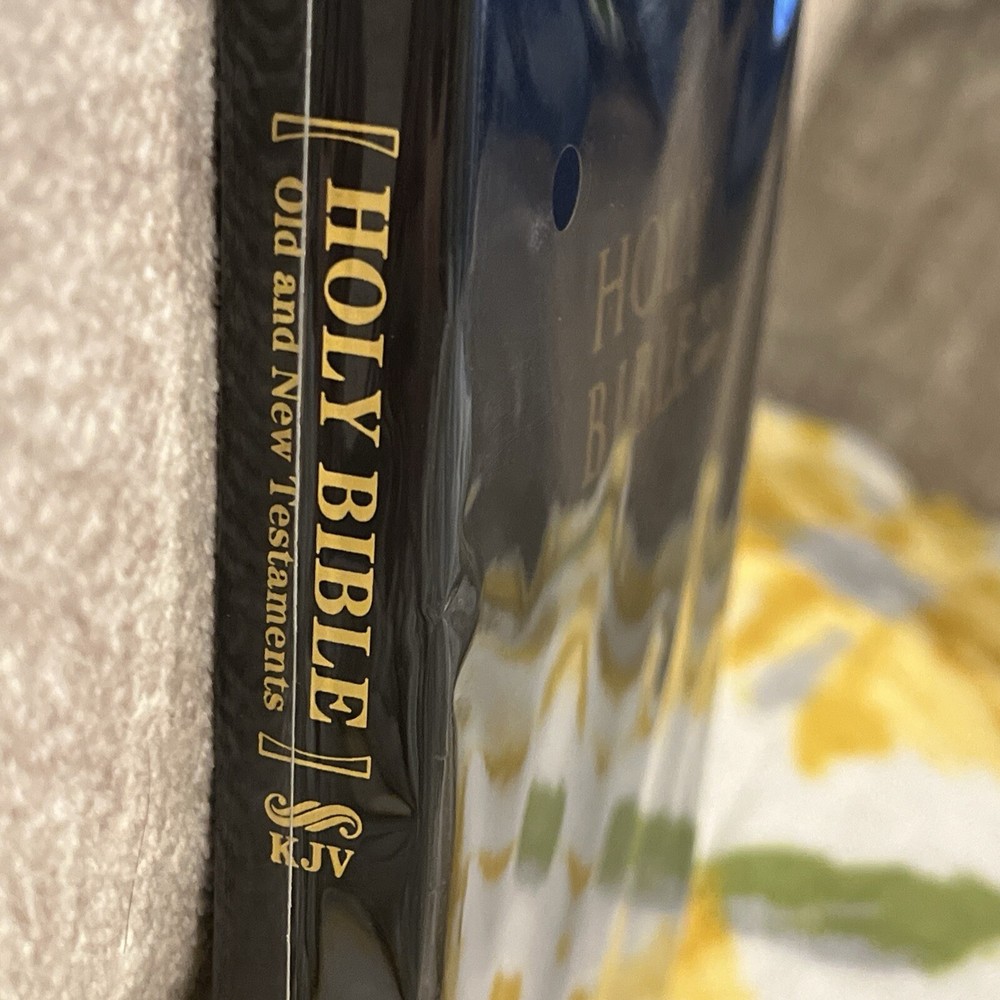 HOLY BIBLE
Old and New Testaments
KJV
HOLY
BIBLE